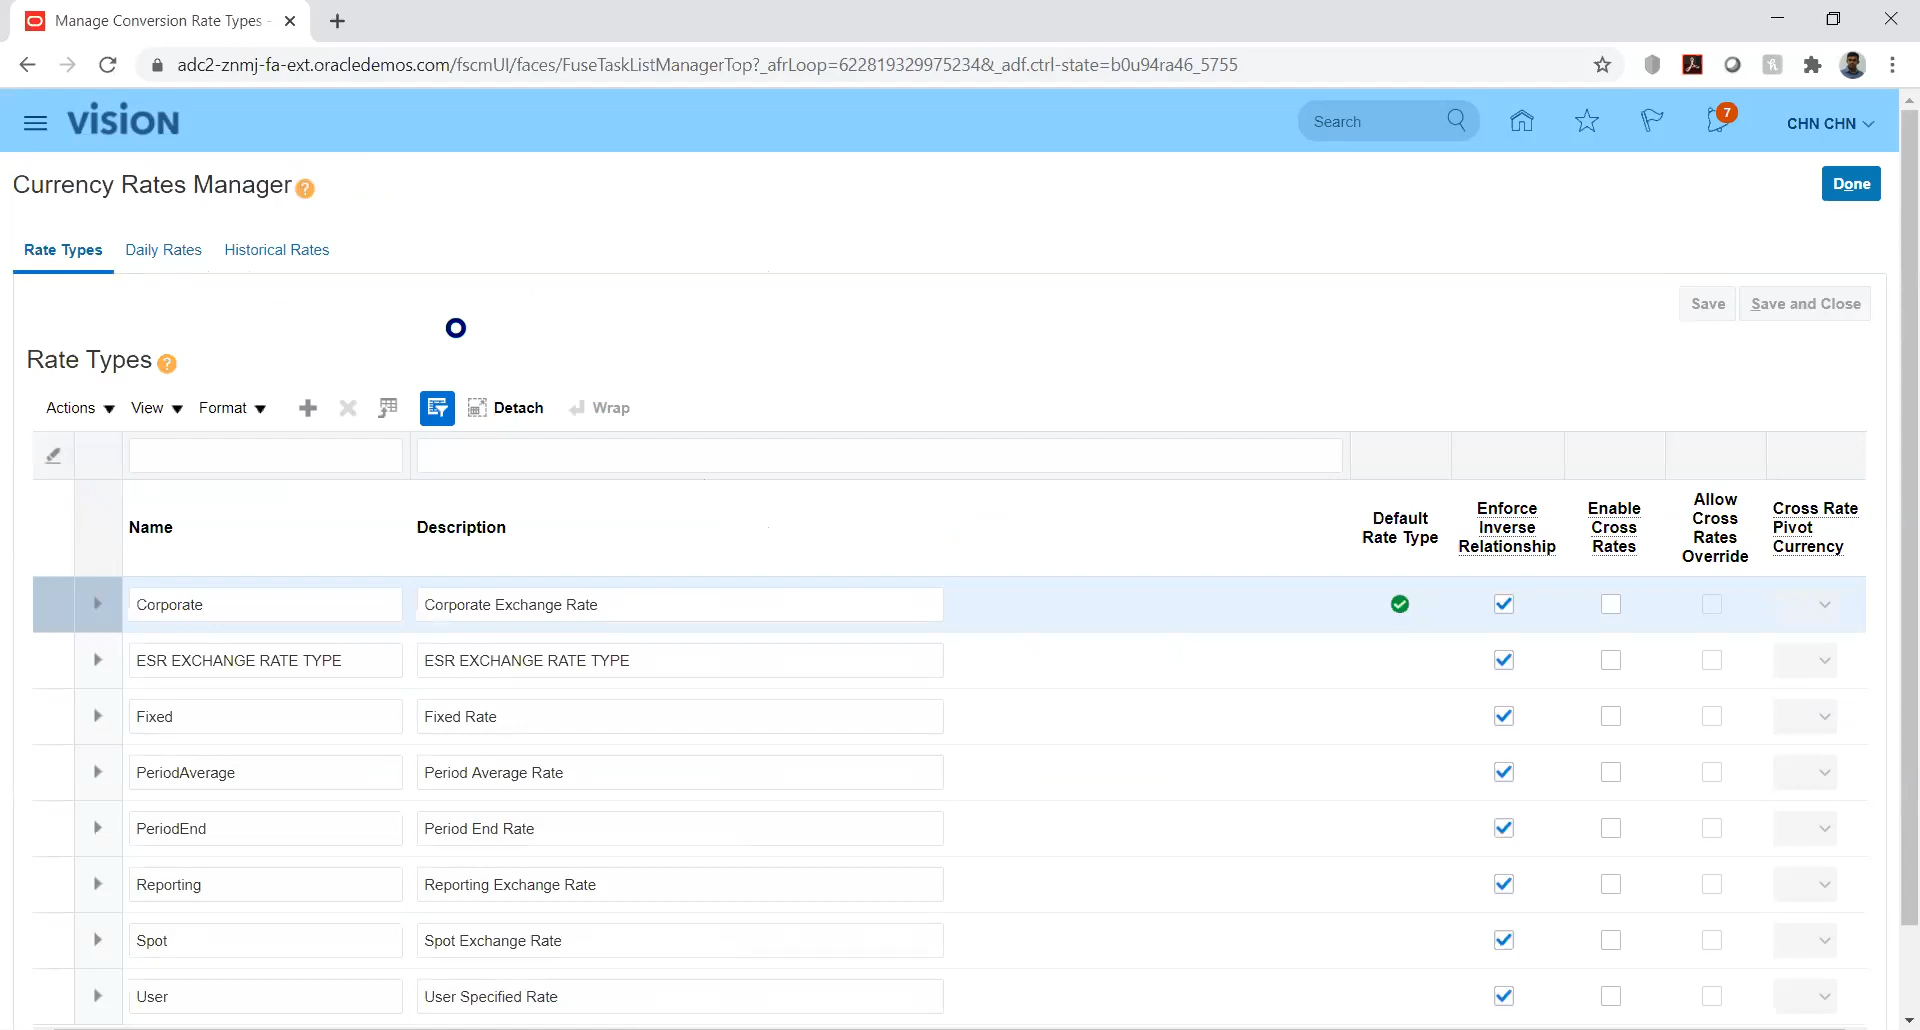 Manage Conversion Rate Types -
adc2-znmj-fa-ext.oracledemos.com/fscmUI/faces/FuseTaskListManagerTop?_afrLoop=622819329975234&_adf.ctrl-state=b0u94ra46_5755
VISION
Search
7
CHN CHN
Currency Rates Manager ?
Done
Rate Types Daily Rates Historical Rates
Save Save and Close
Rate Types ?
Actions View Format Detach Wrap
Name Description Default Rate Type Enforce Inverse Relationship Enable Cross Rates Allow Cross Rates Override Cross Rate Pivot Currency
Corporate Corporate Exchange Rate
ESR EXCHANGE RATE TYPE ESR EXCHANGE RATE TYPE
Fixed Fixed Rate
PeriodAverage Period Average Rate
PeriodEnd Period End Rate
Reporting Reporting Exchange Rate
Spot Spot Exchange Rate
User User Specified Rate